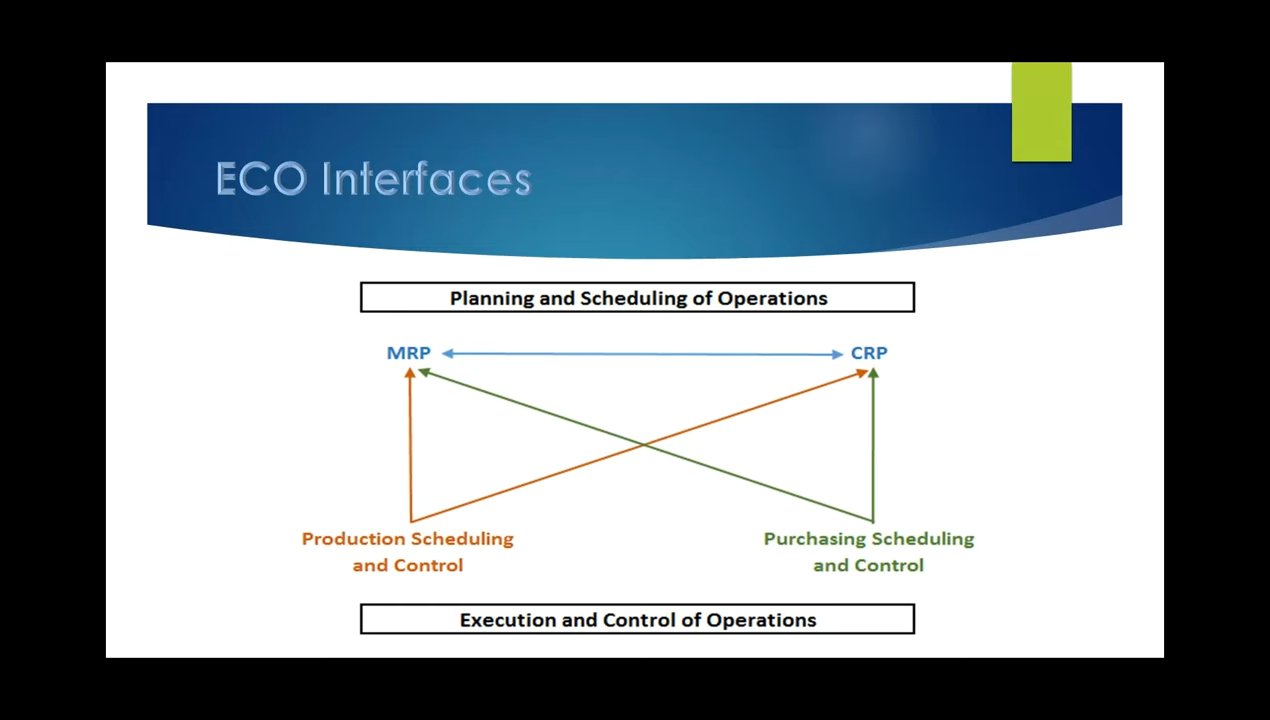 ECO Interfaces
Planning and Scheduling of Operations
MRP
CRP
Production Scheduling
and Control
Purchasing Scheduling
and Control
Execution and Control of Operations